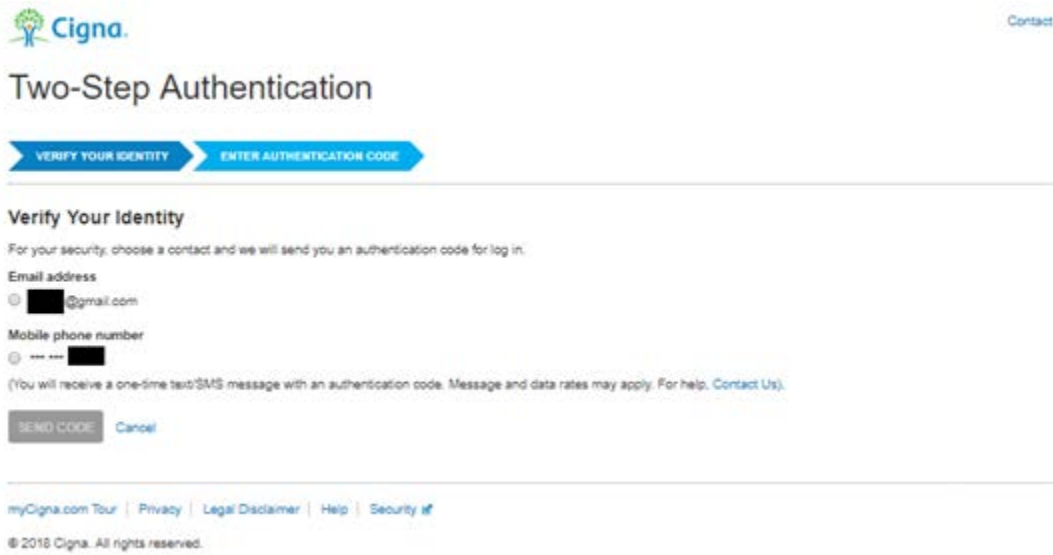 Cigna.
Contact
Two-Step Authentication
VERIFY YOUR IDENTITY
ENTER AUTHENTICATION CODE
Verify Your Identity
For your security, choose a contact and we will send you an authentication code for log in.
Email address
@gmail.com
Mobile phone number
--- ---
(You will receive a one-time text/SMS message with an authentication code. Message and data rates may apply. For help, Contact Us).
SEND CODE Cancel
myCigna.com Tour | Privacy | Legal Disclaimer | Help | Security
© 2018 Cigna. All rights reserved.